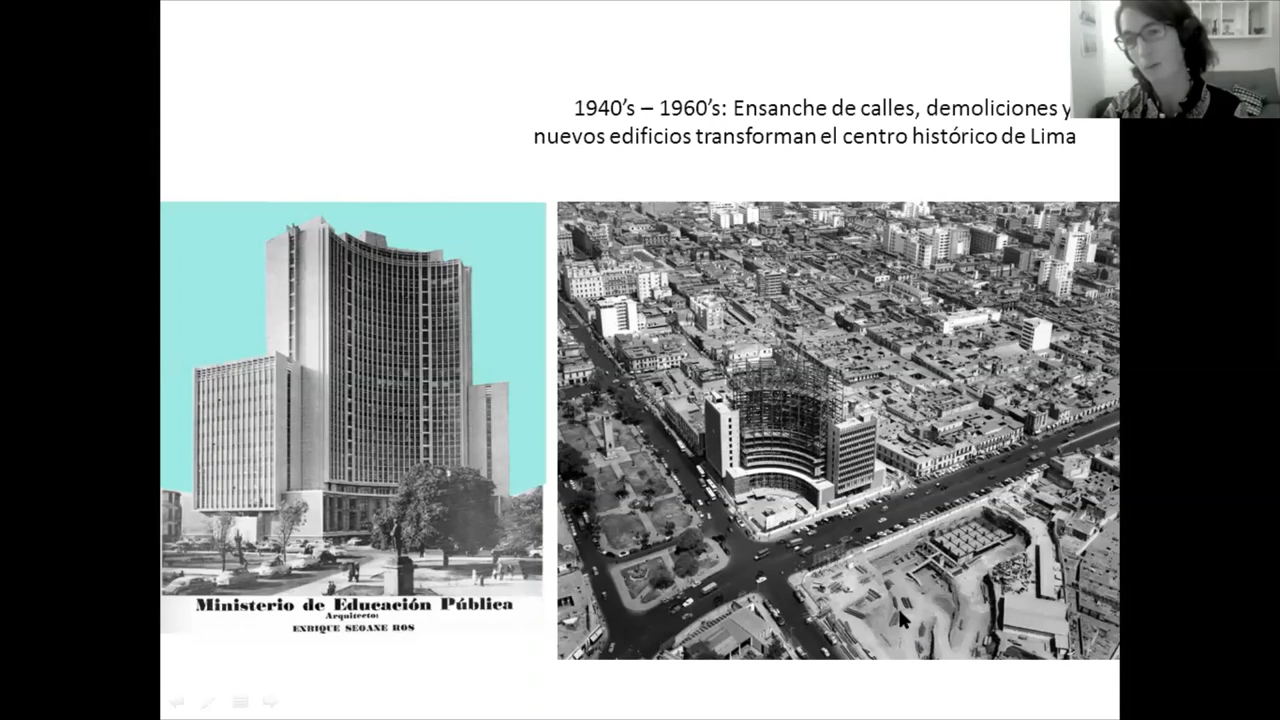 1940’s – 1960’s: Ensanche de calles, demoliciones y
nuevos edificios transforman el centro histórico de Lima
Ministerio de Educación Pública
Arquitecto:
ENRIQUE SEOANE ROS